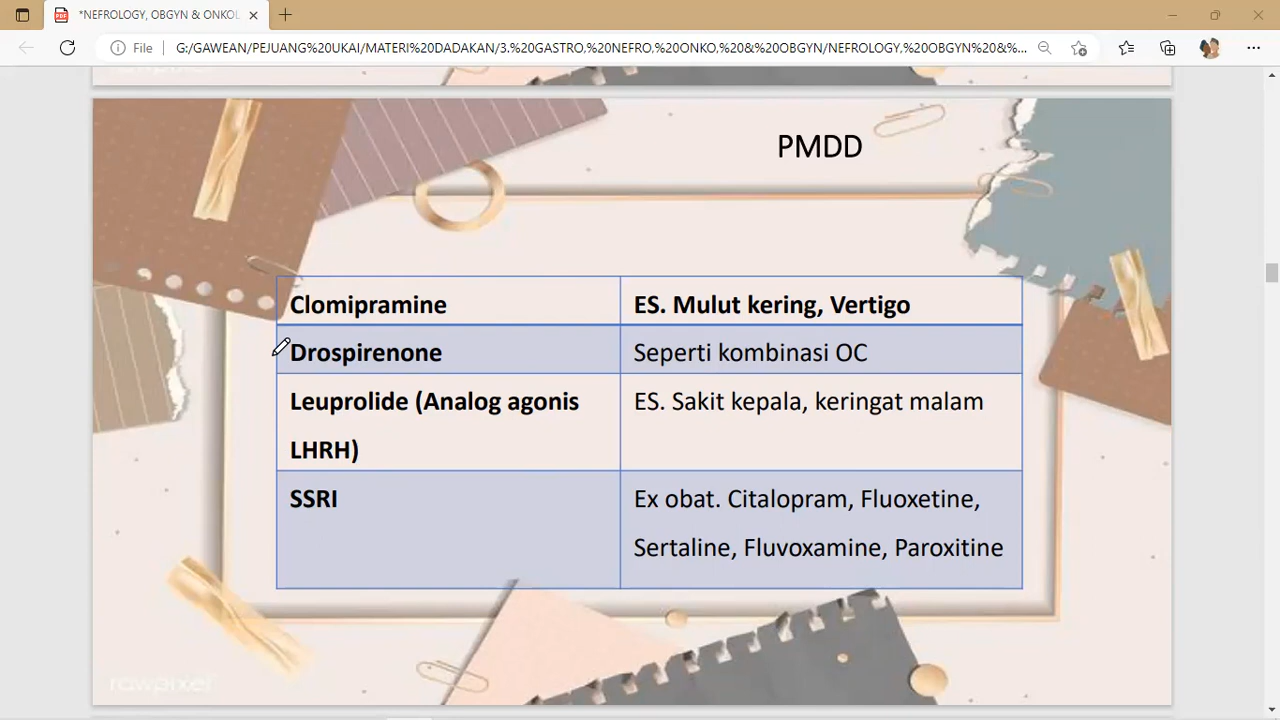 *NEFROLOGY, OBGYN & ONKOL
File
G:/GAWEAN/PEJUANG%20UKAI/MATERI%20DADAKAN/3.%20GASTRO,%20NEFRO,%20ONKO,%20&%20OBGYN/NEFROLOGY,%20OBGYN%20&%...
PMDD
Clomipramine
ES. Mulut kering, Vertigo
Drospirenone
Seperti kombinasi OC
Leuprolide (Analog agonis
LHRH)
ES. Sakit kepala, keringat malam
SSRI
Ex obat. Citalopram, Fluoxetine,
Sertaline, Fluvoxamine, Paroxitine
rawpixel